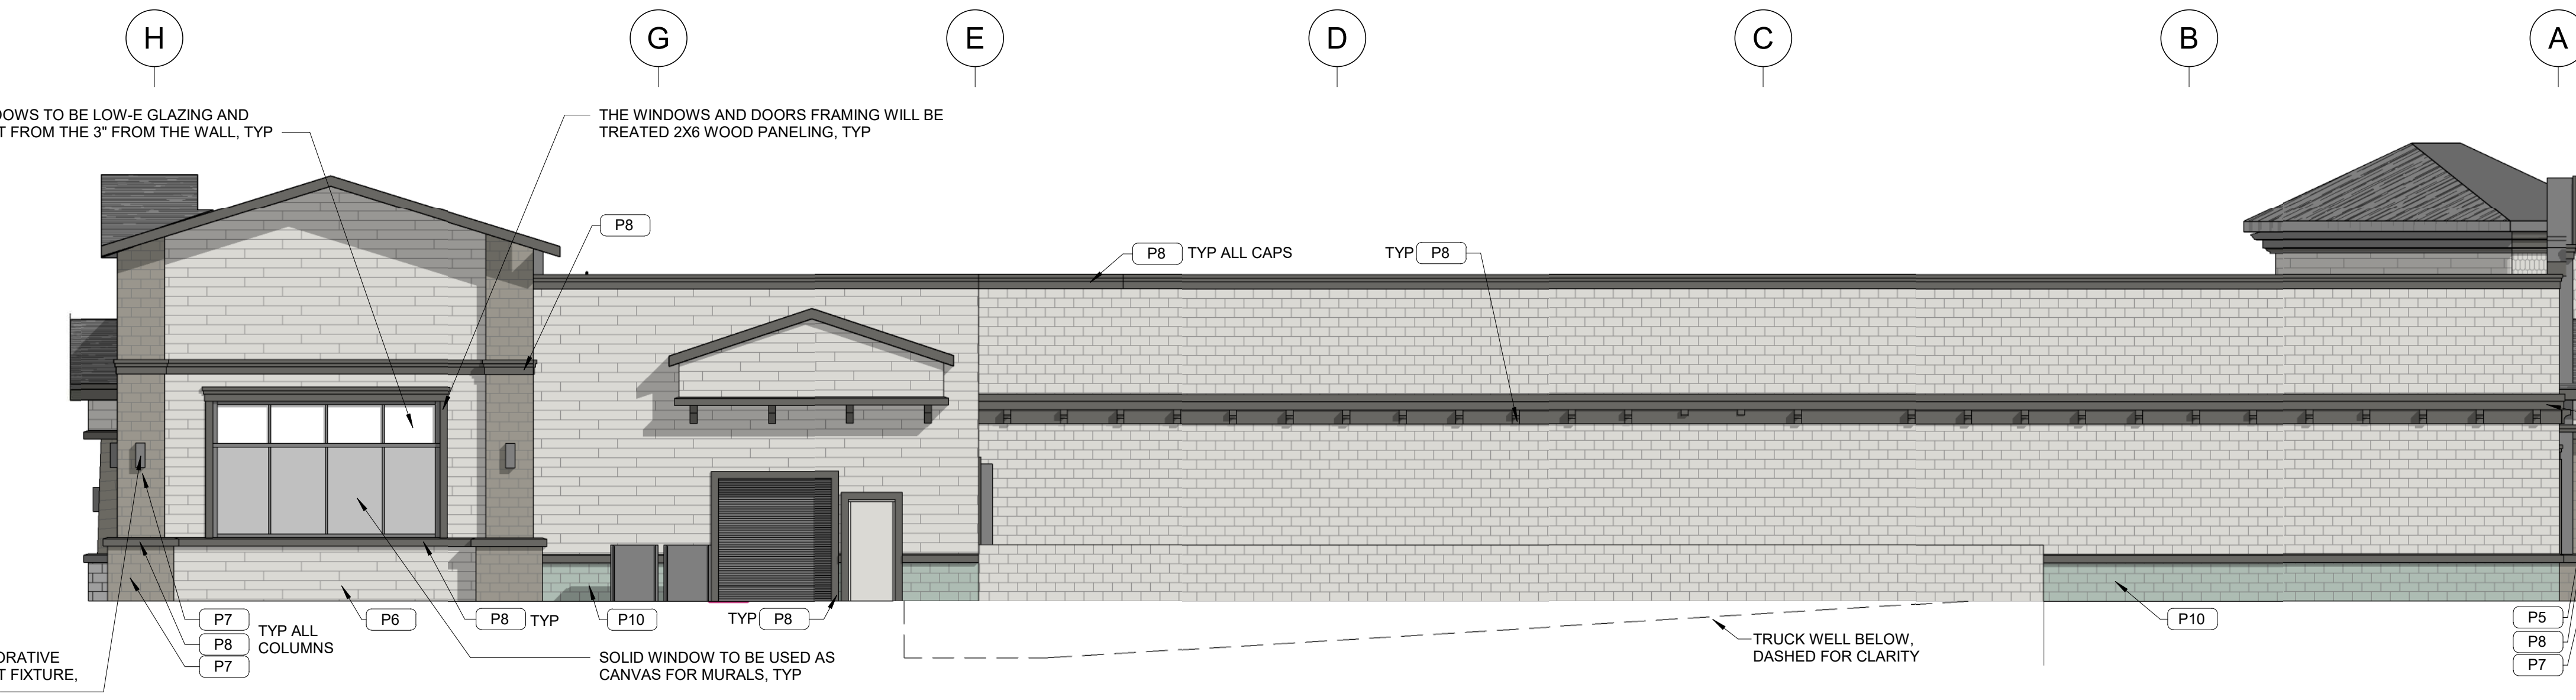 H
G
E
D
C
B
A
DOWS TO BE LOW-E GLAZING AND
T FROM THE 3" FROM THE WALL, TYP
THE WINDOWS AND DOORS FRAMING WILL BE
TREATED 2X6 WOOD PANELING, TYP
P8
P8 TYP ALL CAPS
TYP P8
P7
P8
P7
TYP ALL
COLUMNS
P6
P8 TYP
P10
TYP P8
P10
P5
P8
P7
ORATIVE
T FIXTURE,
SOLID WINDOW TO BE USED AS
CANVAS FOR MURALS, TYP
TRUCK WELL BELOW,
DASHED FOR CLARITY